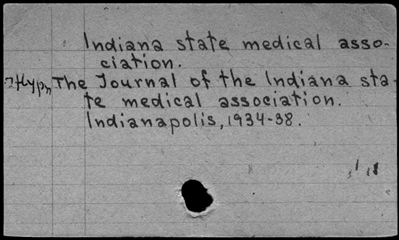 Indiana state medical asso-
ciation.
The Journal of the Indiana sta-
te medical association.
Indianapolis, 1934-38.